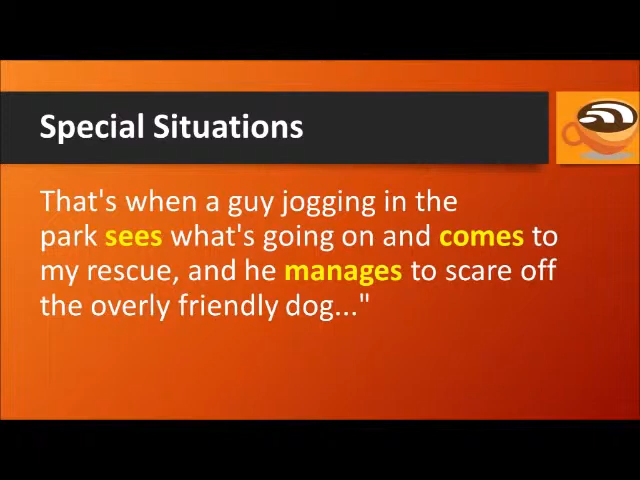 Special Situations
That's when a guy jogging in the
park sees what's going on and comes to
my rescue, and he manages to scare off
the overly friendly dog..."